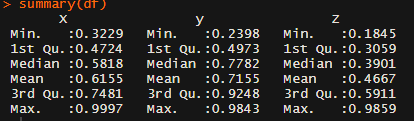 > summary(df)
x y z
Min. :0.3229 Min. :0.2398 Min. :0.1845
1st Qu.:0.4724 1st Qu.:0.4973 1st Qu.:0.3059
Median :0.5818 Median :0.7782 Median :0.3901
Mean :0.6155 Mean :0.7155 Mean :0.4667
3rd Qu.:0.7481 3rd Qu.:0.9248 3rd Qu.:0.5911
Max. :0.9997 Max. :0.9843 Max. :0.9859